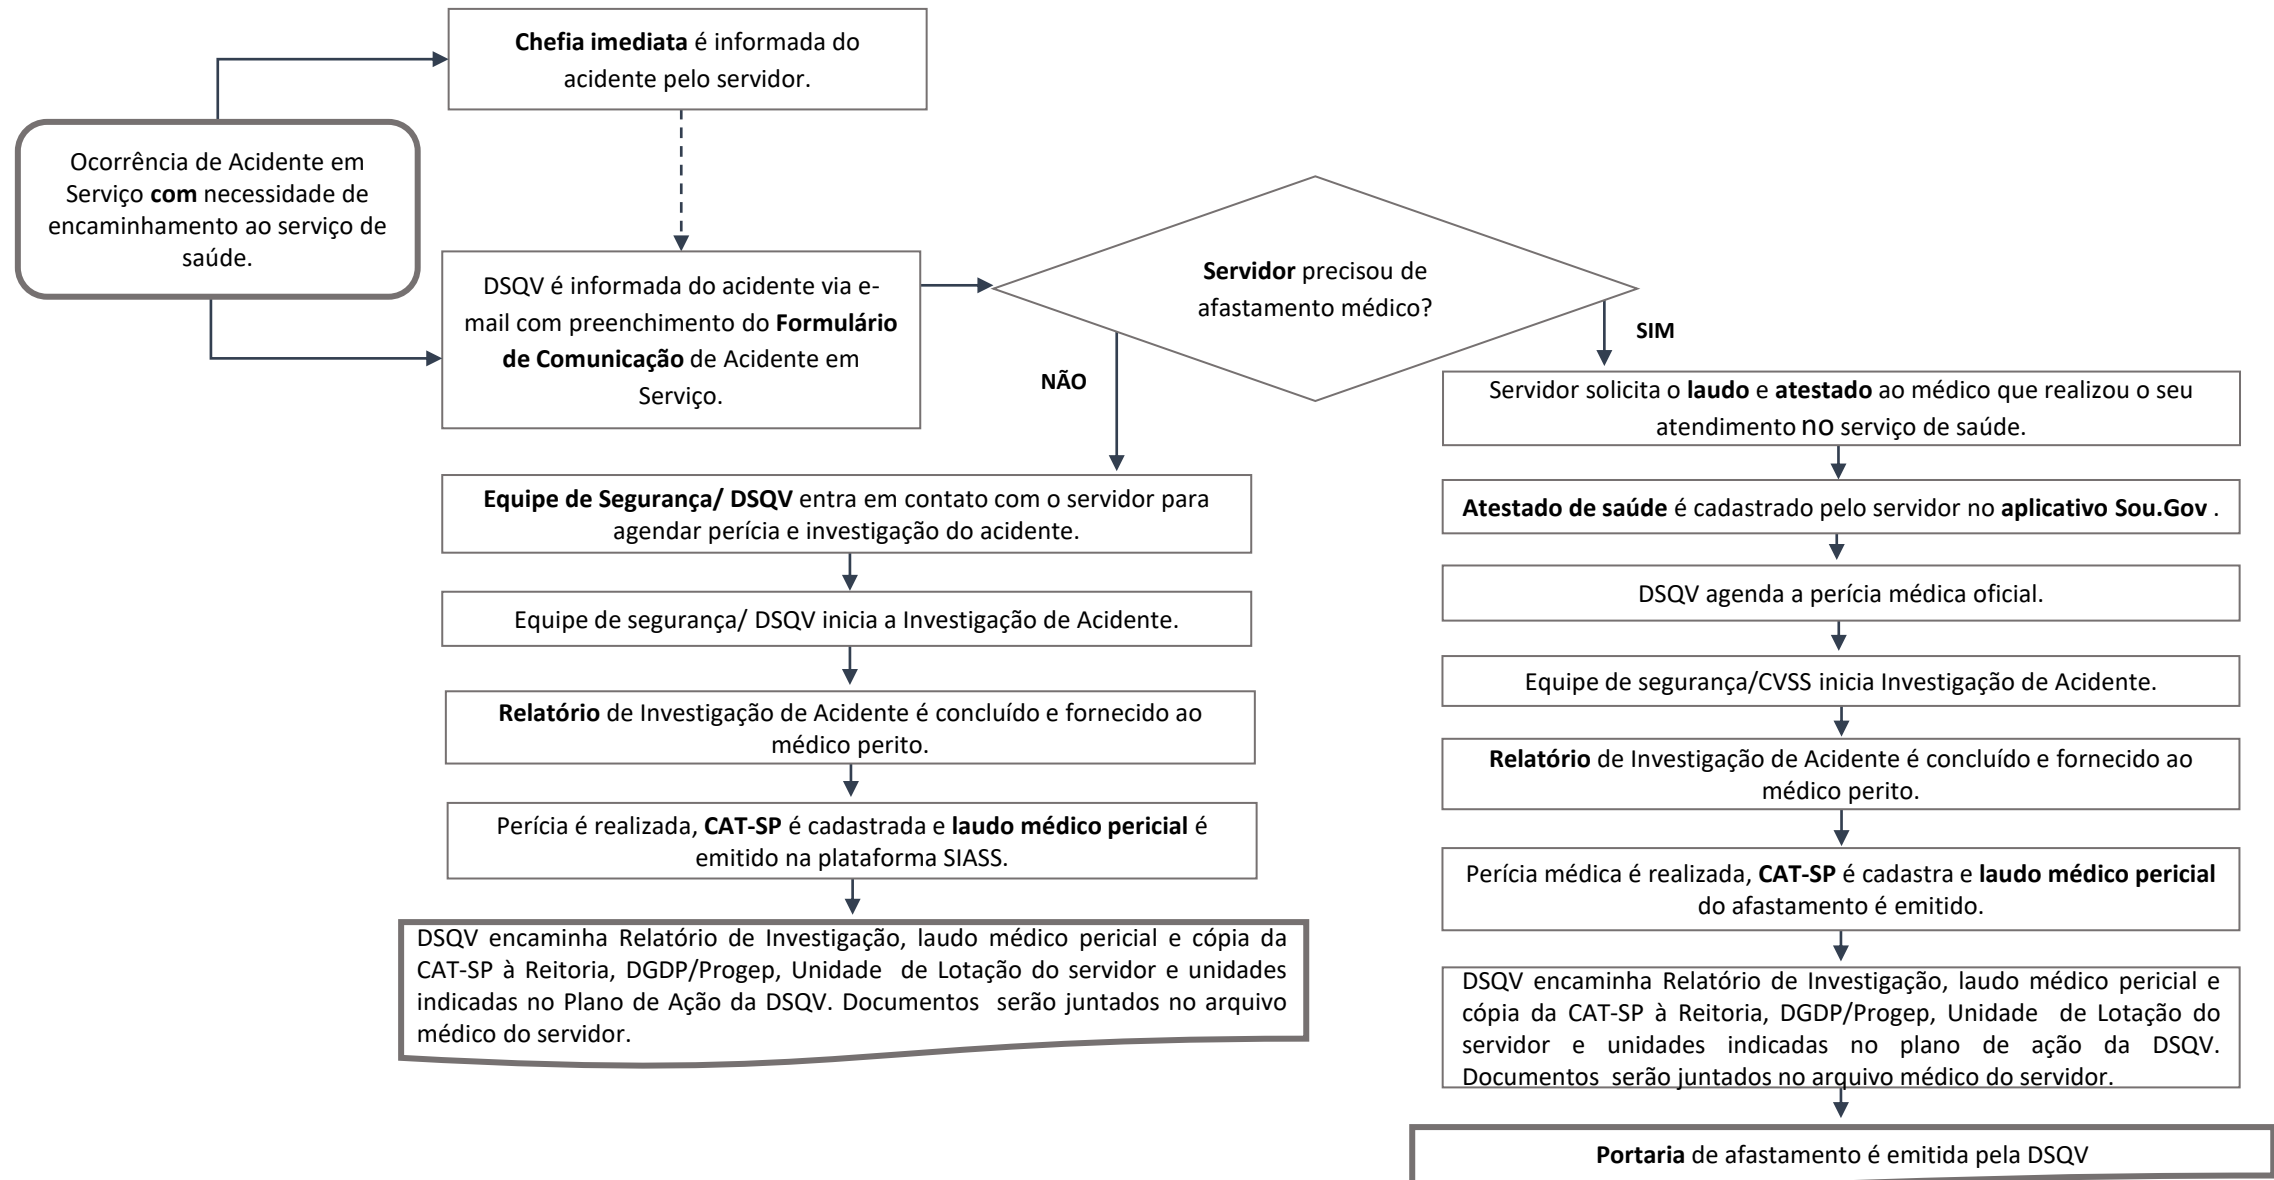 Chefia imediata é informada do
acidente pelo servidor.
Ocorrência de Acidente em
Serviço com necessidade de
encaminhamento ao serviço de
saúde.
DSQV é informada do acidente via e-
mail com preenchimento do Formulário
de Comunicação de Acidente em
Serviço.
Servidor precisou de
afastamento médico?
SIM
NÃO
Servidor solicita o laudo e atestado ao médico que realizou o seu
atendimento no serviço de saúde.
Atestado de saúde é cadastrado pelo servidor no aplicativo Sou.Gov .
DSQV agenda a perícia médica oficial.
Equipe de segurança/CVSS inicia Investigação de Acidente.
Relatório de Investigação de Acidente é concluído e fornecido ao
médico perito.
Perícia médica é realizada, CAT-SP é cadastra e laudo médico pericial
do afastamento é emitido.
DSQV encaminha Relatório de Investigação, laudo médico pericial e
cópia da CAT-SP à Reitoria, DGDP/Progep, Unidade de Lotação do
servidor e unidades indicadas no plano de ação da DSQV.
Documentos serão juntados no arquivo médico do servidor.
Portaria de afastamento é emitida pela DSQV
Equipe de Segurança/ DSQV entra em contato com o servidor para
agendar perícia e investigação do acidente.
Equipe de segurança/ DSQV inicia a Investigação de Acidente.
Relatório de Investigação de Acidente é concluído e fornecido ao
médico perito.
Perícia é realizada, CAT-SP é cadastrada e laudo médico pericial é
emitido na plataforma SIASS.
DSQV encaminha Relatório de Investigação, laudo médico pericial e cópia da
CAT-SP à Reitoria, DGDP/Progep, Unidade de Lotação do servidor e unidades
indicadas no Plano de Ação da DSQV. Documentos serão juntados no arquivo
médico do servidor.